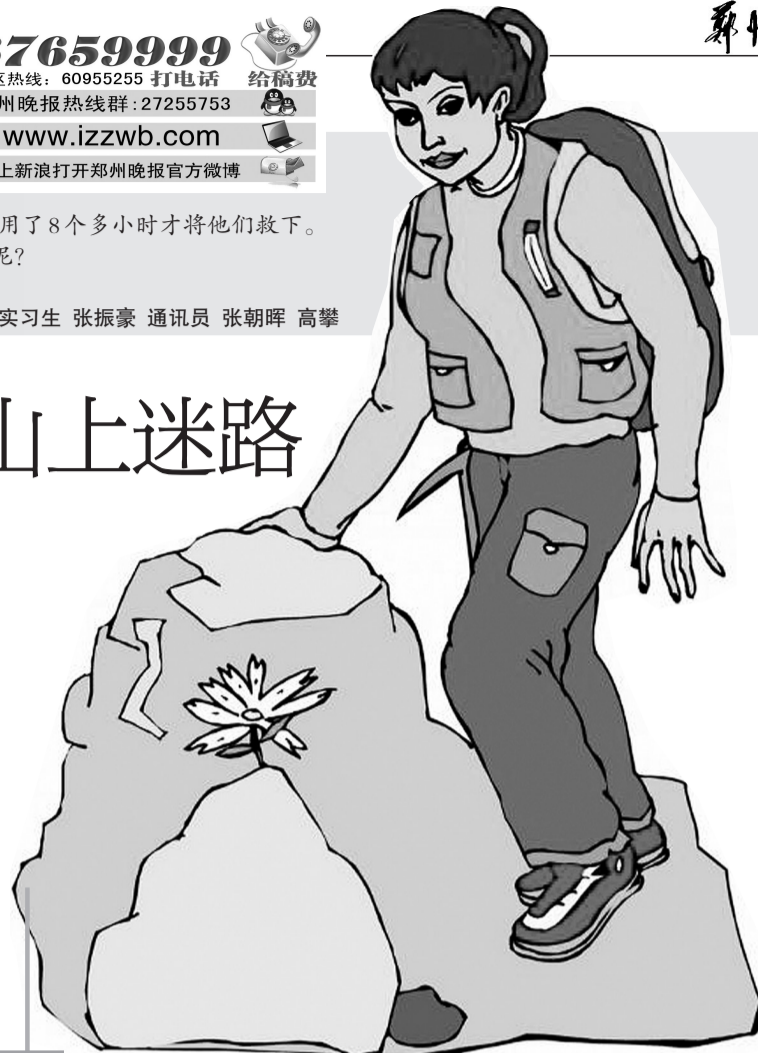 7659999
区热线：60955255 打电话 给稿费
州晚报热线群：27255753
www.izzwb.com
上新浪打开郑州晚报官方微博
郑
用了8个多小时才将他们救下。
呢？
实习生 张振豪 通讯员 张朝晖 高攀
山上迷路